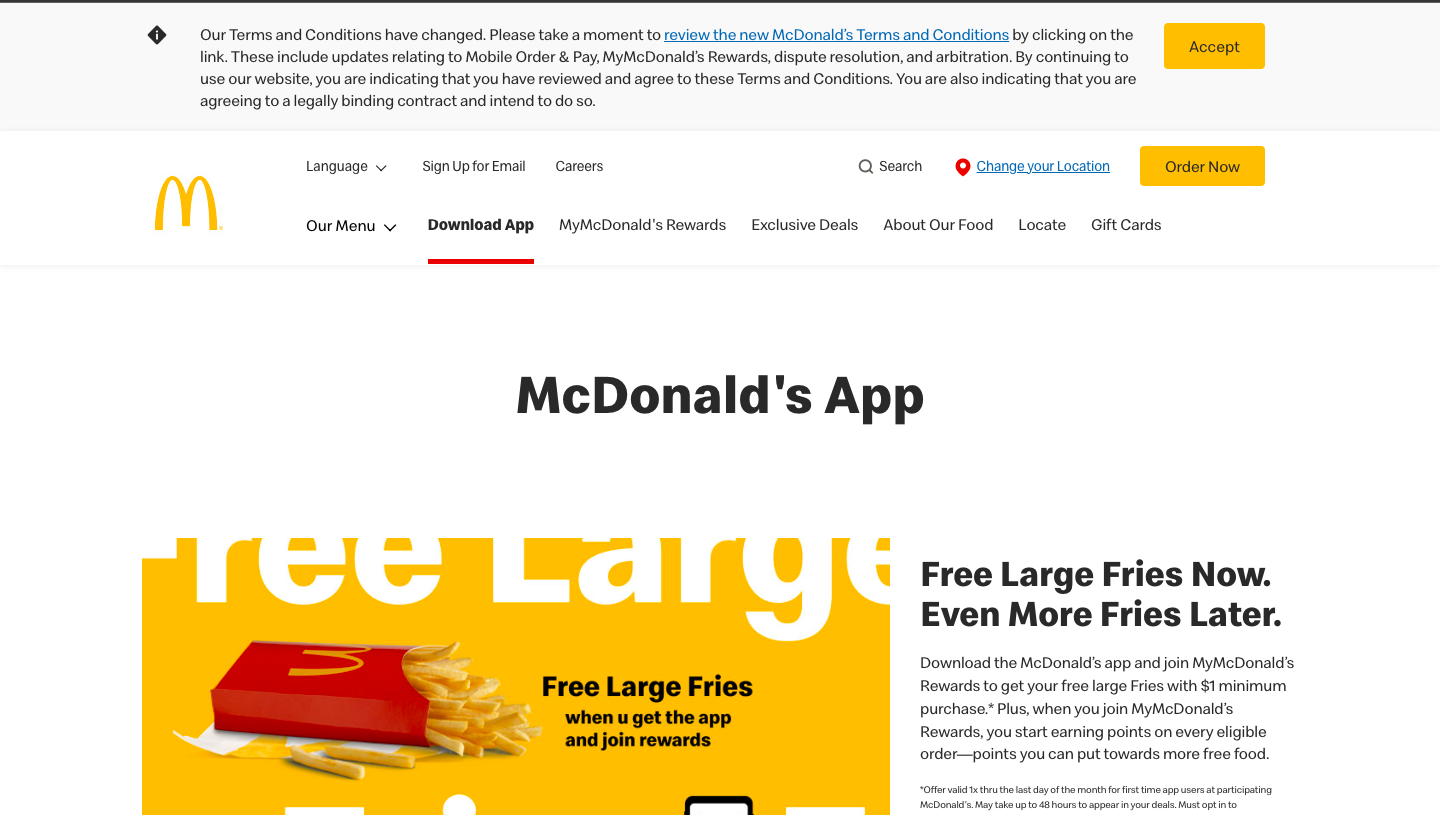 Our Terms and Conditions have changed. Please take a moment to review the new McDonald’s Terms and Conditions by clicking on the
link. These include updates relating to Mobile Order & Pay, MyMcDonald’s Rewards, dispute resolution, and arbitration. By continuing to
use our website, you are indicating that you have reviewed and agree to these Terms and Conditions. You are also indicating that you are
agreeing to a legally binding contract and intend to do so.
Accept
Language
Sign Up for Email
Careers
Search
Change your Location
Order Now
Our Menu
Download App
MyMcDonald's Rewards
Exclusive Deals
About Our Food
Locate
Gift Cards
McDonald's App
Free Large
Free Large Fries
when u get the app
and join rewards
Free Large Fries Now.
Even More Fries Later.
Download the McDonald’s app and join MyMcDonald’s
Rewards to get your free large Fries with $1 minimum
purchase.* Plus, when you join MyMcDonald’s
Rewards, you start earning points on every eligible
order—points you can put towards more free food.
*Offer valid 1x thru the last day of the month for first time app users at participating
McDonald’s. May take up to 48 hours to appear in your deals. Must opt in to